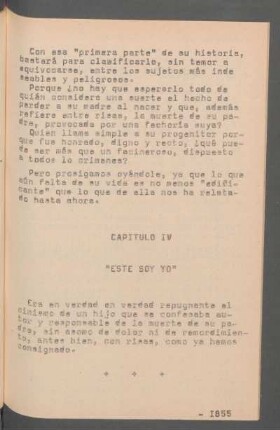 Con esa "primera parte" de su historia,
bastará para clasificarlo, sin temor a
equivocarse, entre los sujetos más inde
seables y peligrosos.
Porque ¿no hay que esperarlo todo de
quién considera una muerte el hecho de
perder a su madre al nacer y que, además
refiere entre risas, la muerte de su pa-
dre, provocada por una fechoría suya?
Quien llama simple a su progenitor por-
que fué honrado, digno y recto, ¿qué pue-
de ser más que un facineroso, dispuesto
a todos lo crímenes?
Pero prosigamos oyéndole, ya que lo que
aún falta de su vida es no menos "edifi-
cante" que lo que de ella nos ha relata-
do hasta ahora.
CAPITULO IV
"ESTE SOY YO"
Era en verdad en verdad repugnante el
cinismo de un hijo que se confesaba au-
tor y responsable de la muerte de su pa-
dre, sin asomo de dolor ni de remordimien-
to, antes bien, con risas, como ya hemos
consignado.
+ + +
- 1855